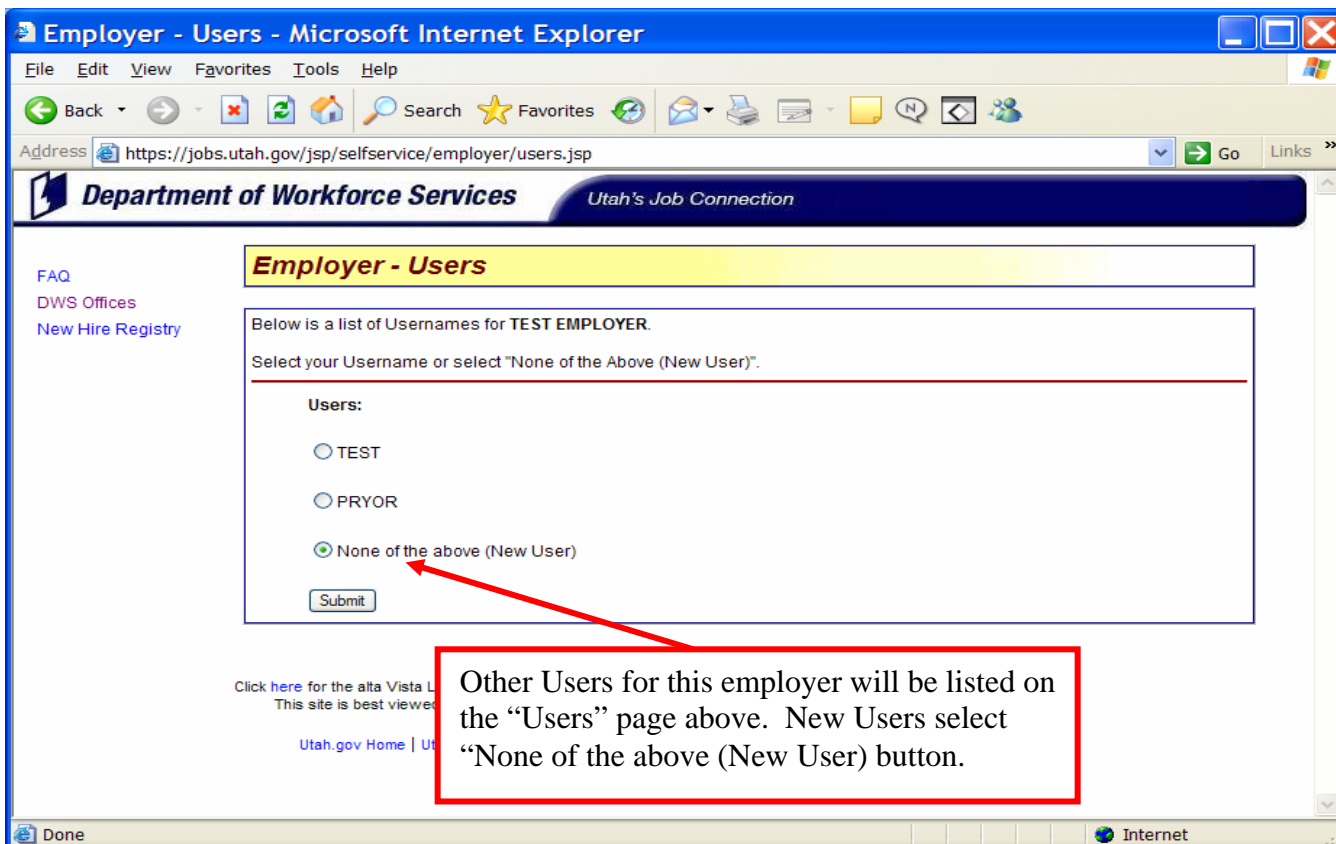 Employer - Users - Microsoft Internet Explorer
File Edit View Favorites Tools Help
Back Search Favorites
Address https://jobs.utah.gov/jsp/selfservice/employer/users.jsp Go Links »
Department of Workforce Services Utah's Job Connection
FAQ
DWS Offices
New Hire Registry
Employer - Users
Below is a list of Usernames for TEST EMPLOYER.
Select your Username or select "None of the Above (New User)".
Users:
TEST
PRYOR
None of the above (New User)
Submit
Click here for the alta Vista L
This site is best viewed
Utah.gov Home | Ut
Other Users for this employer will be listed on
the “Users” page above. New Users select
“None of the above (New User) button.
Done Internet